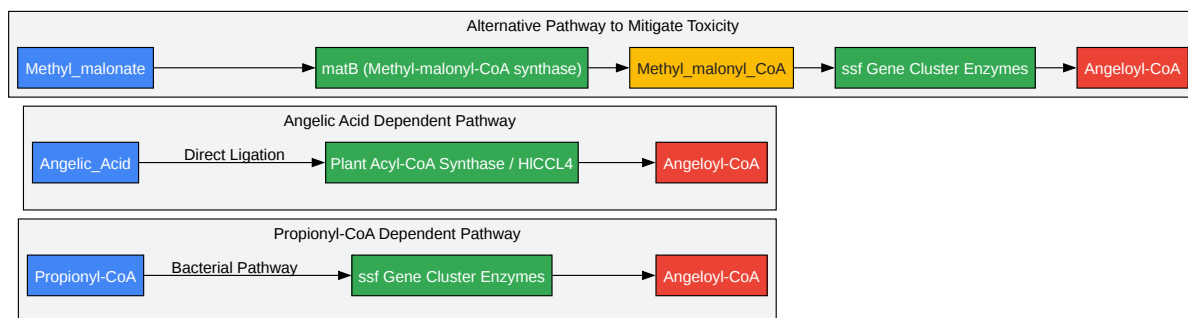 Alternative Pathway to Mitigate Toxicity
Methyl_malonate
matB (Methyl-malonyl-CoA synthase)
Methyl_malonyl_CoA
ssf Gene Cluster Enzymes
Angeloyl-CoA
Angelic Acid Dependent Pathway
Angelic_Acid
Direct Ligation
Plant Acyl-CoA Synthase / HlCCL4
Angeloyl-CoA
Propionyl-CoA Dependent Pathway
Propionyl-CoA
Bacterial Pathway
ssf Gene Cluster Enzymes
Angeloyl-CoA